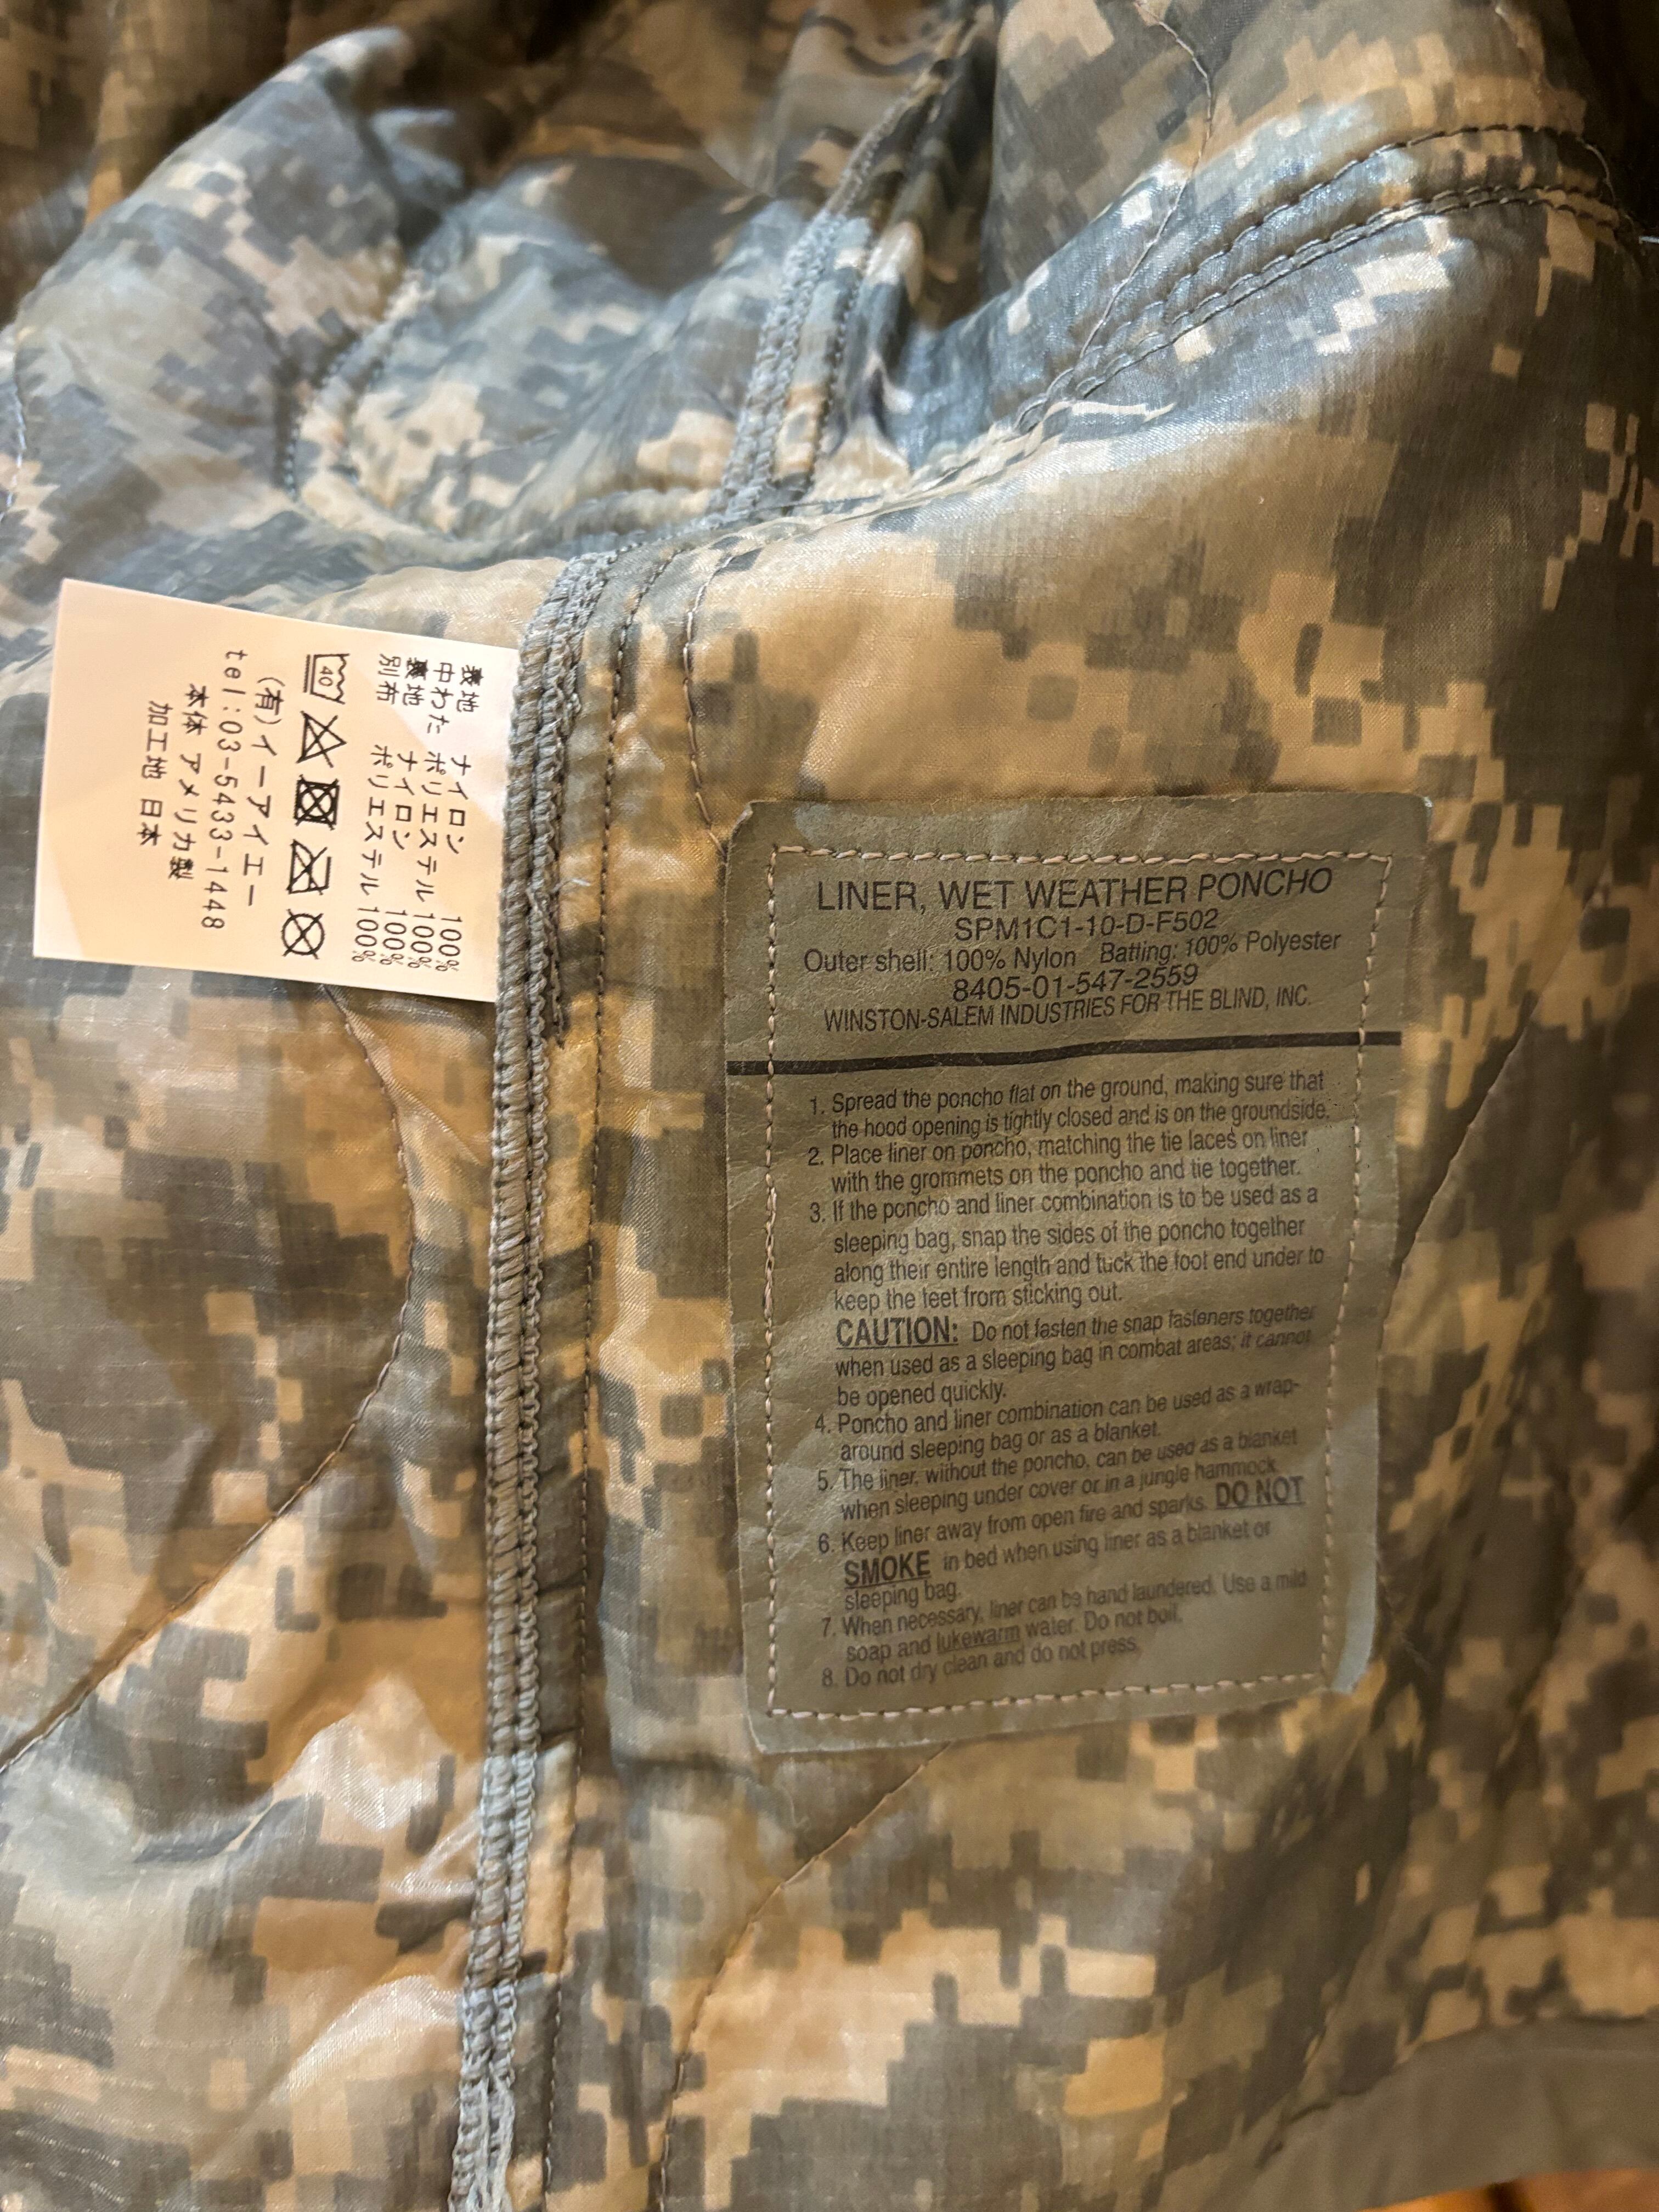 表地 ナイロン 100%
中わた ポリエステル 100%
裏地 ナイロン 100%
別布 ポリエステル 100%
40
(有)イーアイエー
tel:03-5433-1448
本体 アメリカ製
加工地 日本
LINER, WET WEATHER PONCHO
SPM1C1-10-D-F502
Outer shell: 100% Nylon Batting: 100% Polyester
8405-01-547-2559
WINSTON-SALEM INDUSTRIES FOR THE BLIND, INC.
1. Spread the poncho flat on the ground, making sure that
the hood opening is tightly closed and is on the groundside.
2. Place liner on poncho, matching the tie laces on liner
with the grommets on the poncho and tie together.
3. If the poncho and liner combination is to be used as a
sleeping bag, snap the sides of the poncho together
along their entire length and tuck the foot end under to
keep the feet from sticking out.
CAUTION: Do not fasten the snap fasteners together
when used as a sleeping bag in combat areas; it cannot
be opened quickly.
4. Poncho and liner combination can be used as a wrap-
around sleeping bag or as a blanket.
5. The liner, without the poncho, can be used as a blanket
when sleeping under cover or in a jungle hammock.
6. Keep liner away from open fire and sparks. DO NOT
SMOKE in bed when using liner as a blanket or
sleeping bag.
7. When necessary, liner can be hand laundered. Use a mild
soap and lukewarm water. Do not boil.
8. Do not dry clean and do not press.